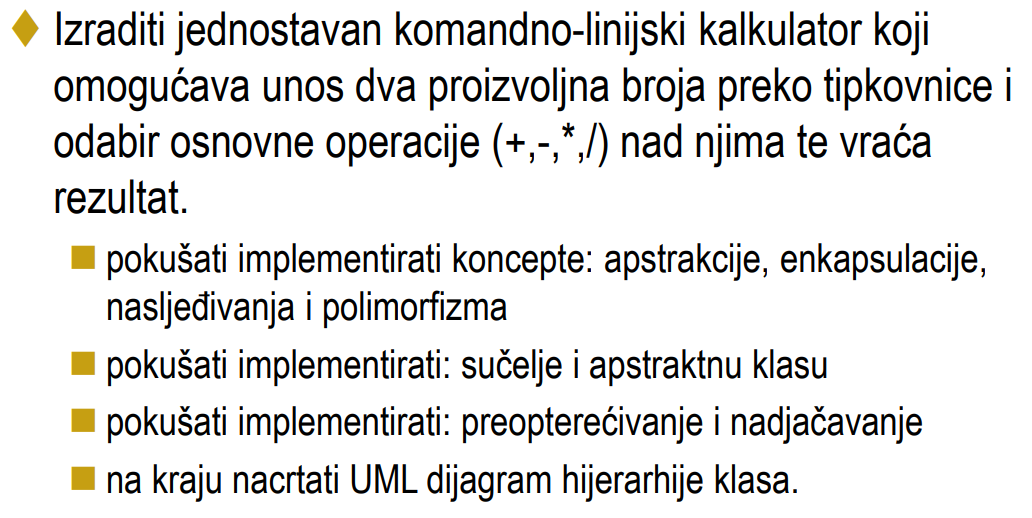 Izraditi jednostavan komandno-linijski kalkulator koji
omogućava unos dva proizvoljna broja preko tipkovnice i
odabir osnovne operacije (+,-,*,/) nad njima te vraća
rezultat.
pokušati implementirati koncepte: apstrakcije, enkapsulacije,
nasljeđivanja i polimorfizma
pokušati implementirati: sučelje i apstraktnu klasu
pokušati implementirati: preopterećivanje i nadjačavanje
na kraju nacrtati UML dijagram hijerarhije klasa.